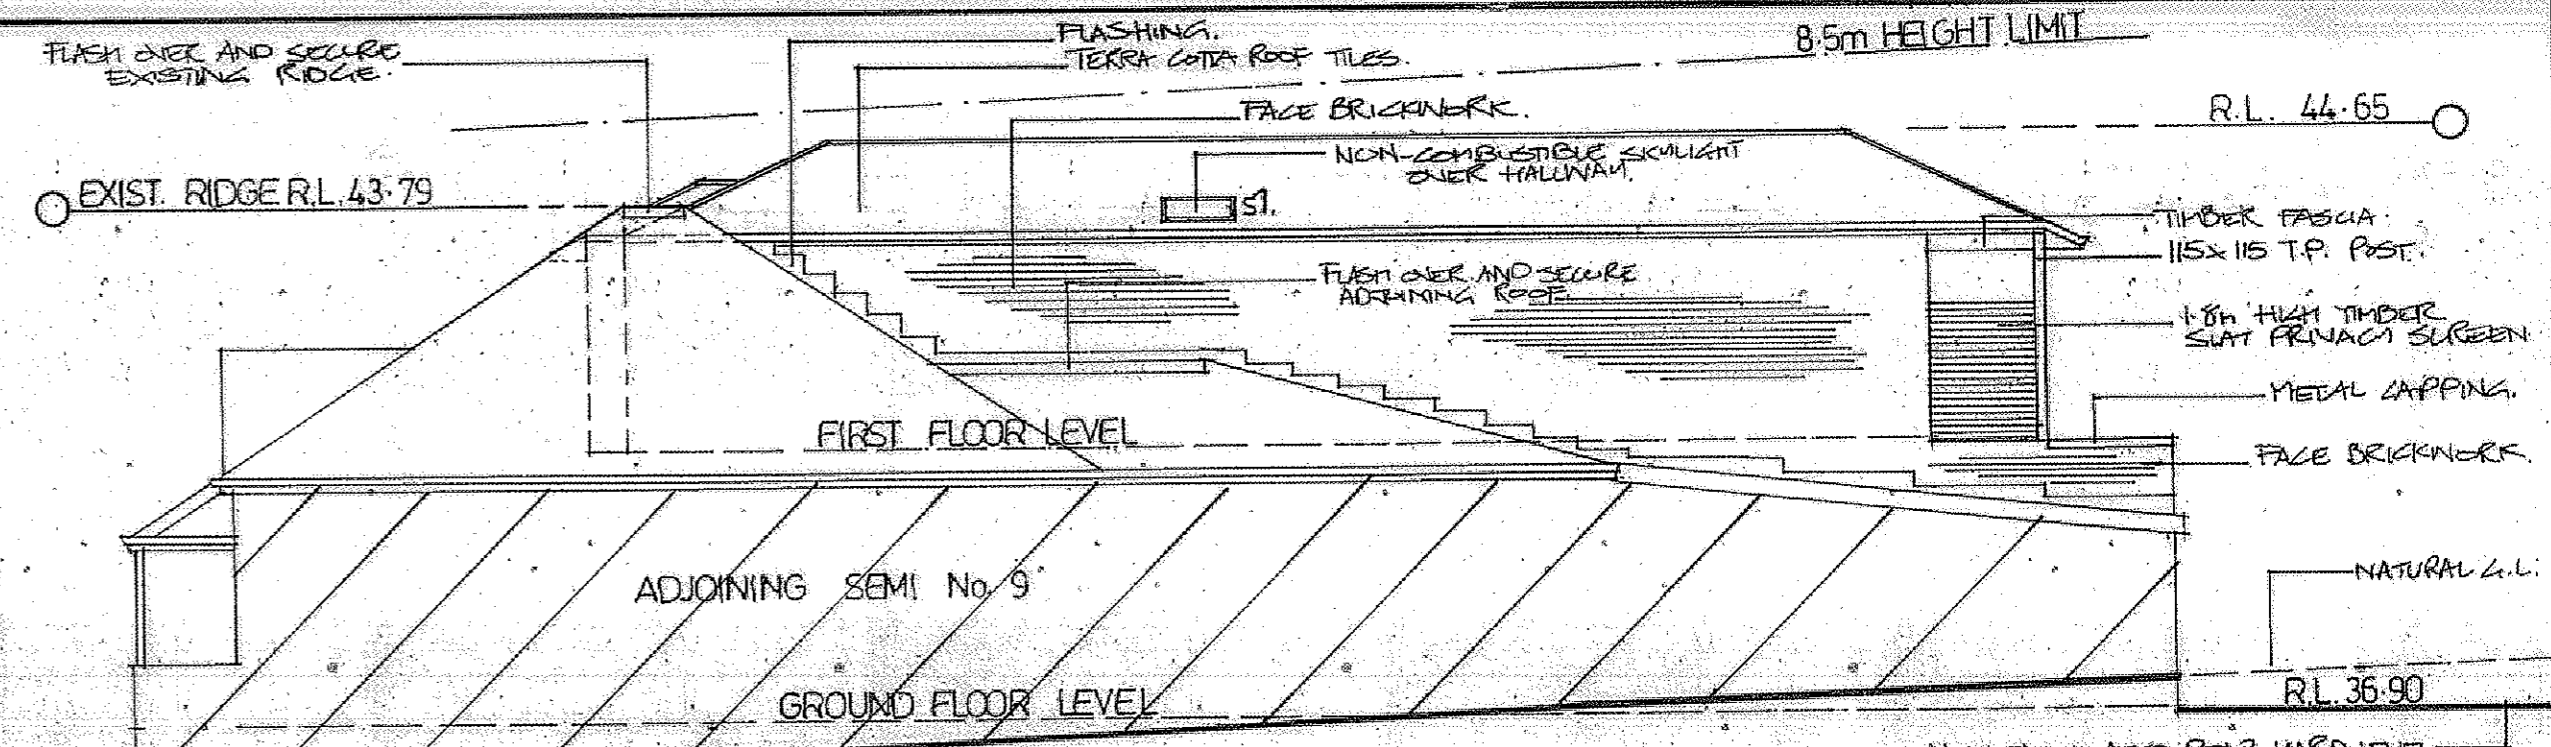 FLASH OVER AND SECURE
EXISTING RIDGE.
FLASHING.
TERRA COTTA ROOF TILES.
8.5m HEIGHT LIMIT
FACE BRICKWORK.
R.L. 44.65
NON-COMBUSTIBLE SKYLIGHT
OVER HALLWAY.
EXIST. RIDGE R.L. 43.79
S1.
TIMBER FASCIA.
115x115 T.P. POST.
FLASH OVER AND SECURE
ADJOINING ROOF.
1.8m HIGH TIMBER
SLAT PRIVACY SCREEN
METAL CAPPING.
FIRST FLOOR LEVEL
FACE BRICKWORK.
ADJOINING SEMI No. 9
NATURAL G.L.
GROUND FLOOR LEVEL
R.L. 36.90